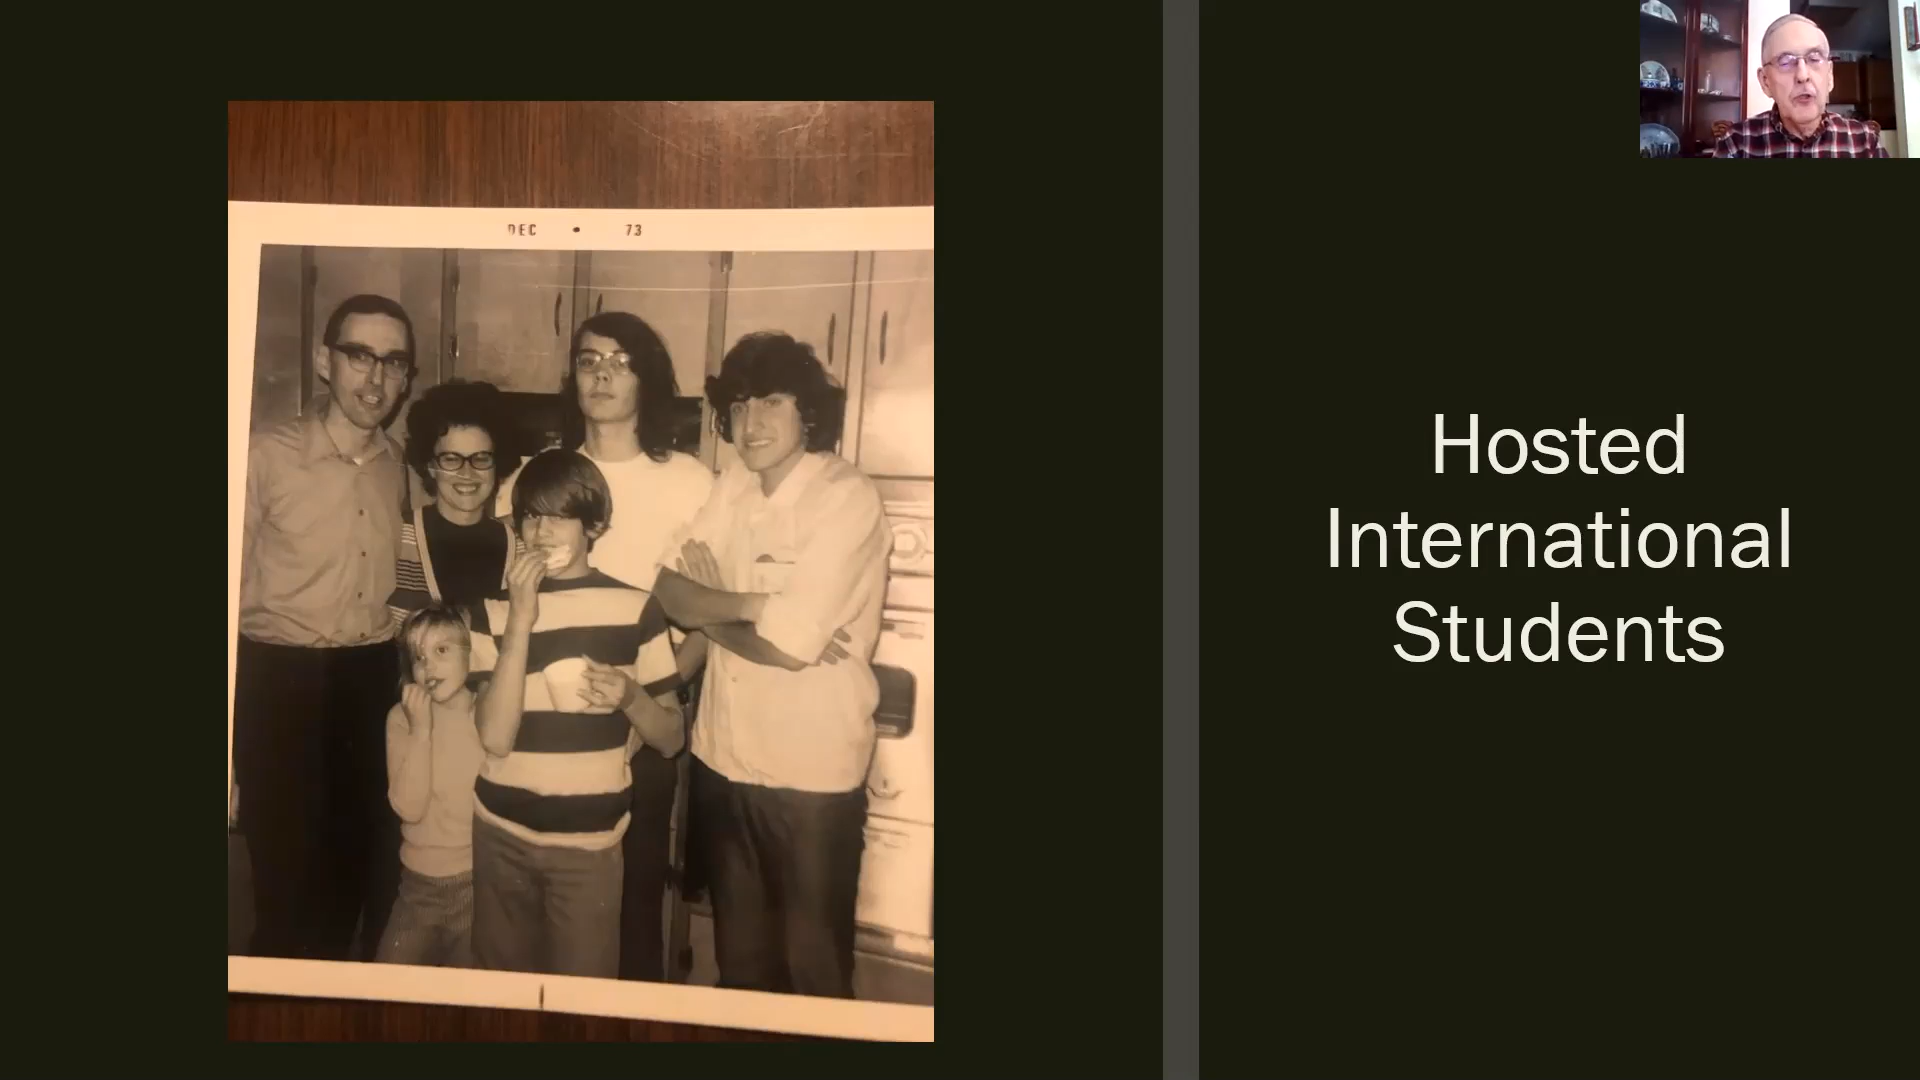 DEC • 73
Hosted
International
Students